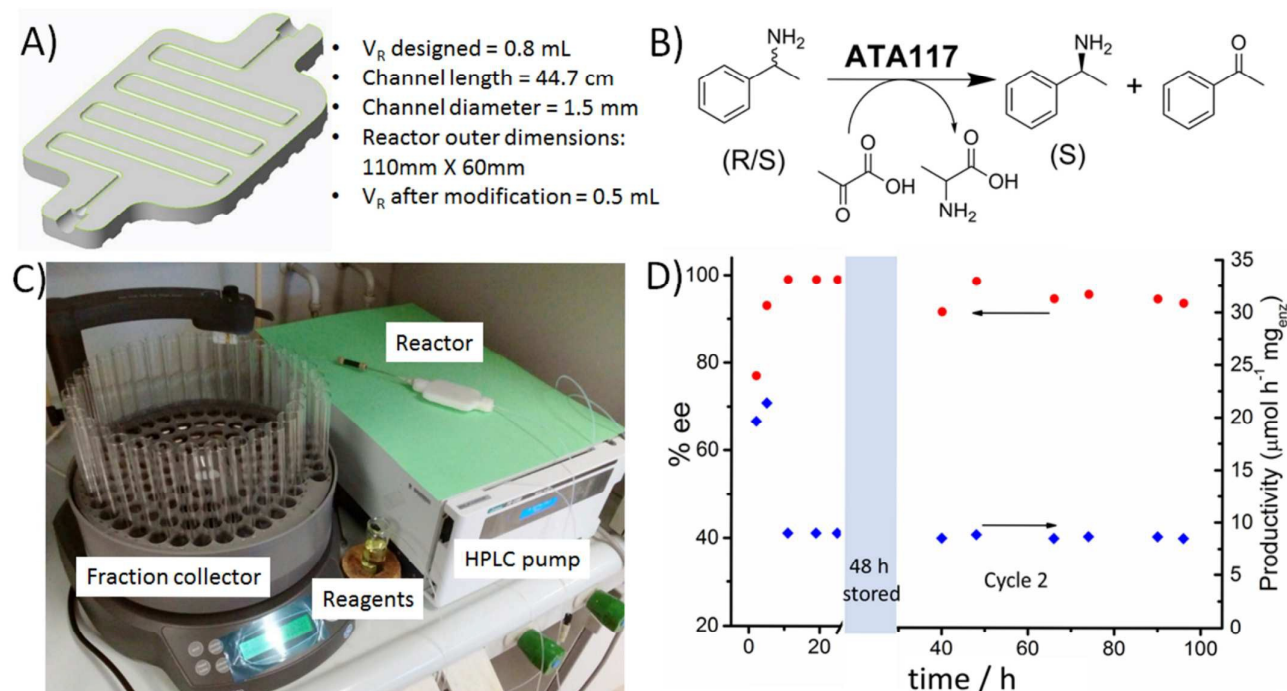 A)
• V_R designed = 0.8 mL
• Channel length = 44.7 cm
• Channel diameter = 1.5 mm
• Reactor outer dimensions:
110mm X 60mm
• V_R after modification = 0.5 mL
B)
NH₂
ATA117
NH₂
O
+
(R/S)
(S)
O
OH
O
O
OH
NH₂
C)
Reactor
HPLC pump
Fraction collector
Reagents
D)
100
80
60
40
20
% ee
35
30
25
20
15
10
5
0
Productivity (μmol h⁻¹ mg_enz)
48 h
stored
Cycle 2
0
20
40
60
80
100
time / h